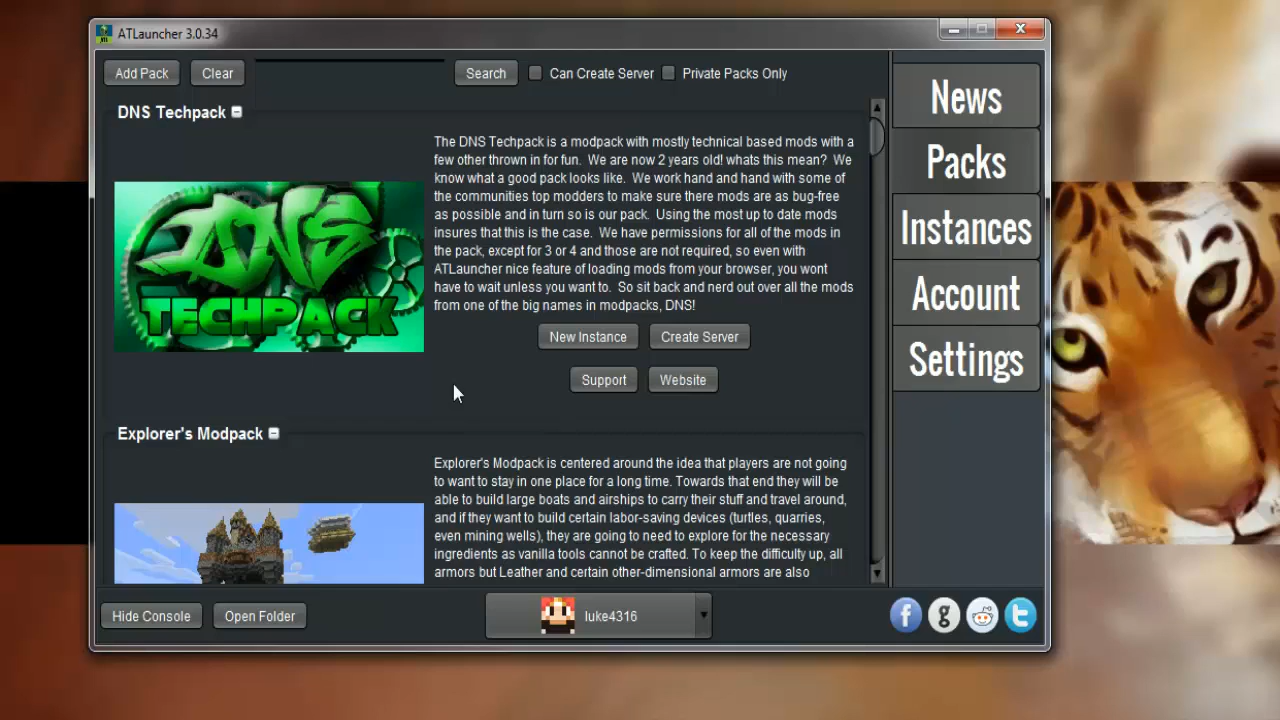 ATLauncher 3.0.34
Add Pack
Clear
Search
Can Create Server
Private Packs Only
DNS Techpack
DNS
TECHPACK
The DNS Techpack is a modpack with mostly technical based mods with a
few other thrown in for fun. We are now 2 years old! whats this mean? We
know what a good pack looks like. We work hand and hand with some of
the communities top modders to make sure there mods are as bug-free
as possible and in turn so is our pack. Using the most up to date mods
insures that this is the case. We have permissions for all of the mods in
the pack, except for 3 or 4 and those are not required, so even with
ATLauncher nice feature of loading mods from your browser, you wont
have to wait unless you want to. So sit back and nerd out over all the mods
from one of the big names in modpacks, DNS!
New Instance
Create Server
Support
Website
Explorer's Modpack
Explorer's Modpack is centered around the idea that players are not going
to want to stay in one place for a long time. Towards that end they will be
able to build large boats and airships to carry their stuff and travel around,
and if they want to build certain labor-saving devices (turtles, quarries,
even mining wells), they are going to need to explore for the necessary
ingredients as vanilla tools cannot be crafted. To keep the difficulty up, all
armors but Leather and certain other-dimensional armors are also
News
Packs
Instances
Account
Settings
Hide Console
Open Folder
luke4316
f
g
t